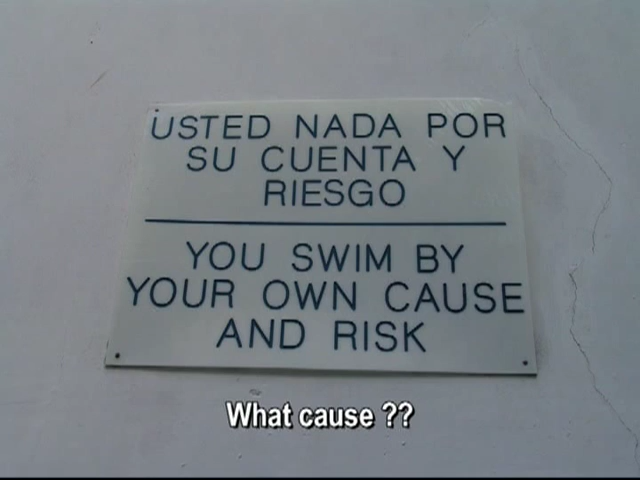 USTED NADA POR
SU CUENTA Y
RIESGO
YOU SWIM BY
YOUR OWN CAUSE
AND RISK
What cause ??